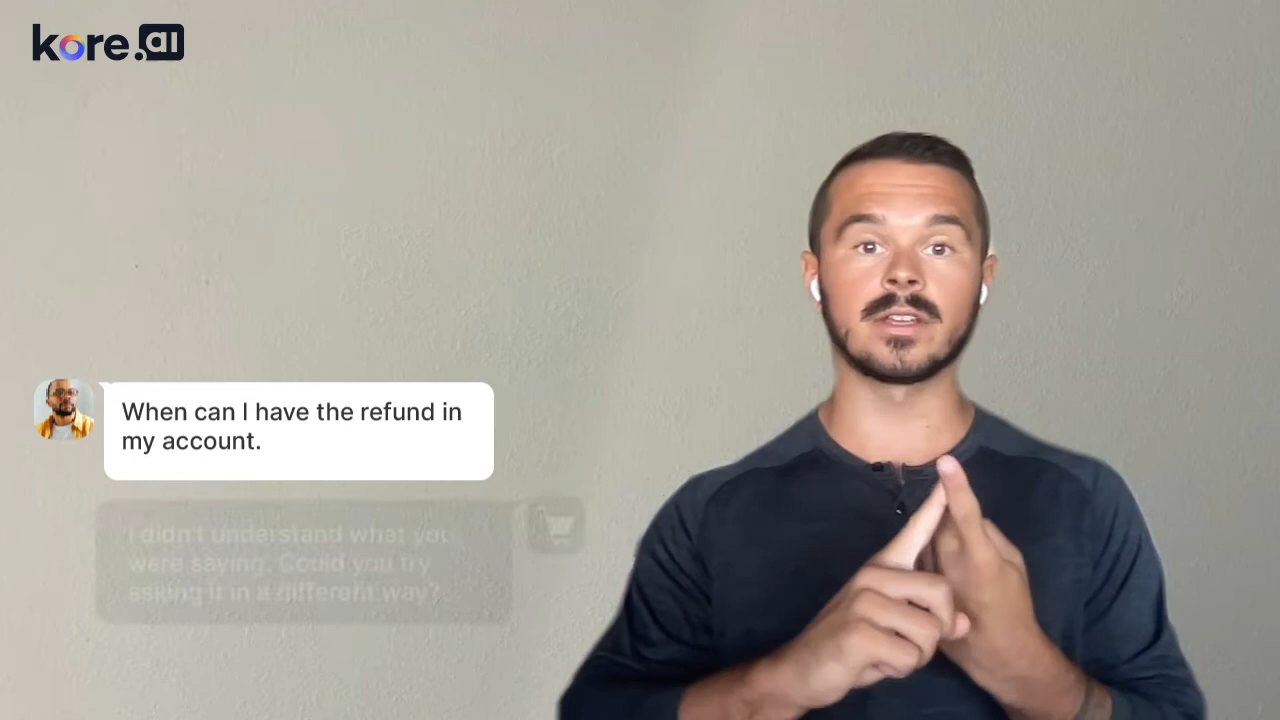 kore.ai
When can I have the refund in
my account.
I didn't understand what you
were saying. Could you try
asking it in a different way?